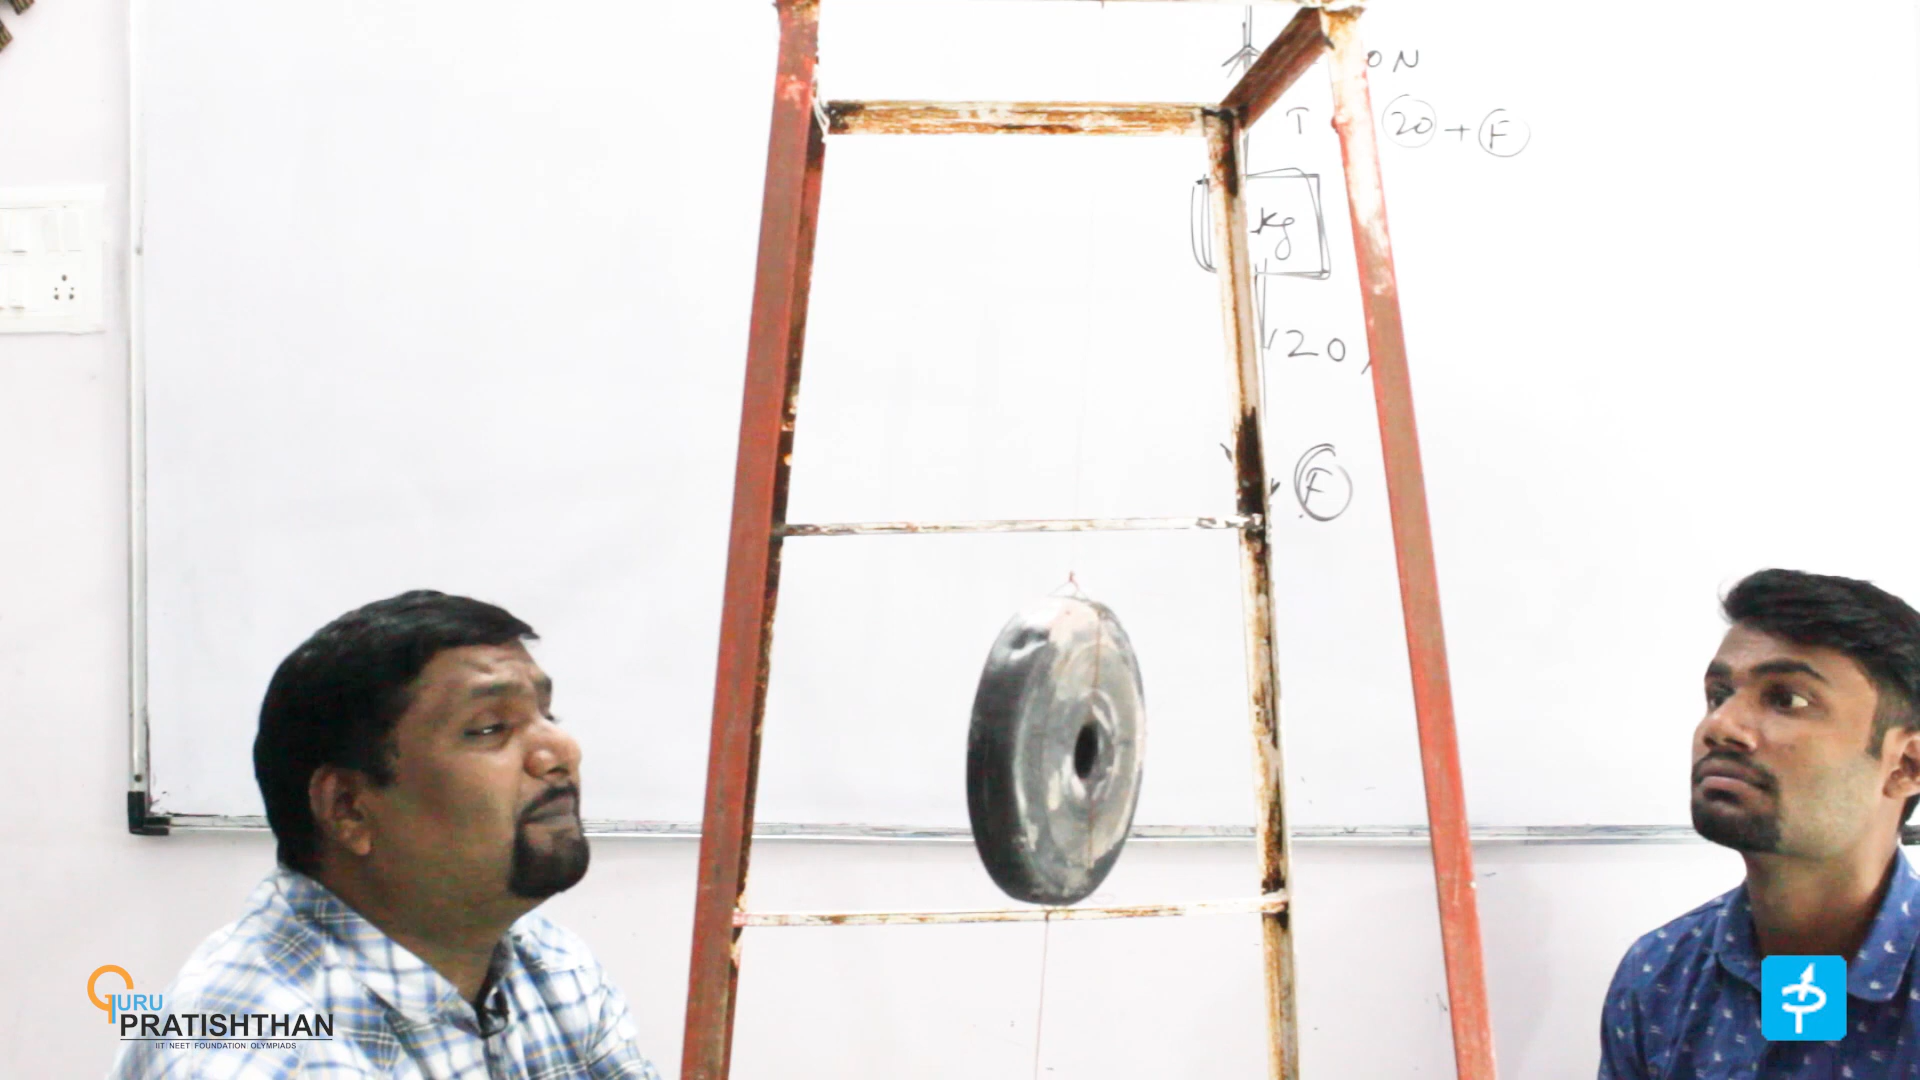 ON
T 20 + F
kg
20
F
GURU
PRATISHTHAN
IIT NEET FOUNDATION OLYMPIADS